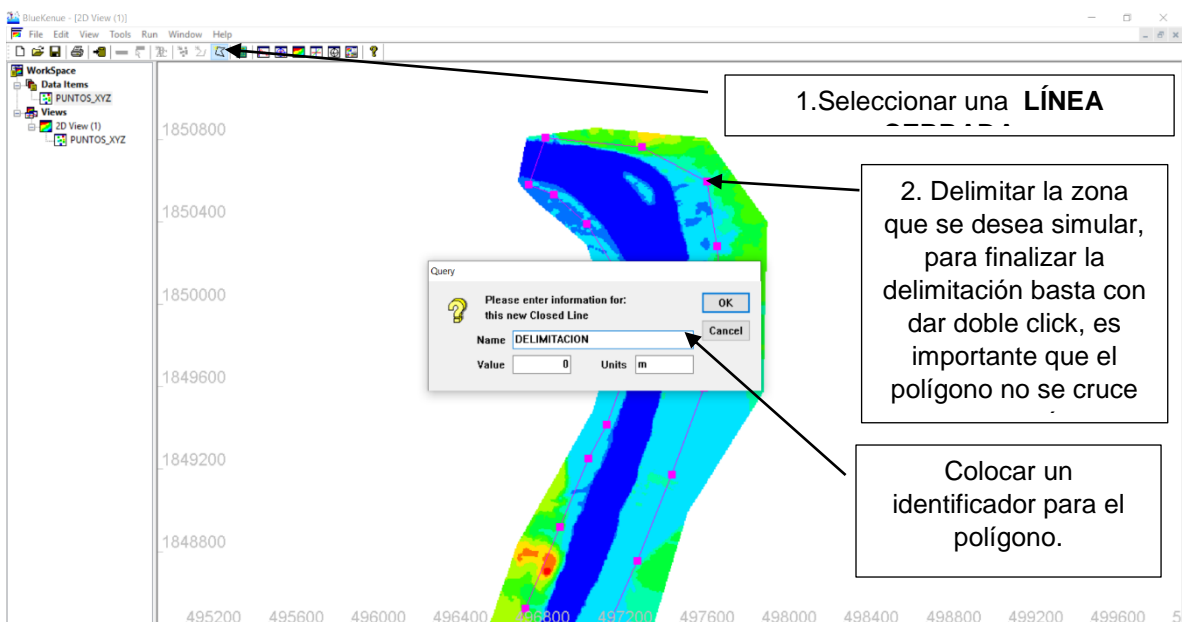 BlueKenue - [2D View (1)]
File Edit View Tools Run Window Help
WorkSpace
Data Items
PUNTOS_XYZ
Views
2D View (1)
PUNTOS_XYZ
1850800
1850400
1850000
1849600
1849200
1848800
495200 495600 496000 496400 496800 497200 497600 498000 498400 498800 499200 499600 5
Query
Please enter information for:
this new Closed Line
Name DELIMITACION
Value 0 Units m
OK
Cancel
1.Seleccionar una LÍNEA
CERRADA
2. Delimitar la zona
que se desea simular,
para finalizar la
delimitación basta con
dar doble click, es
importante que el
polígono no se cruce
Colocar un
identificador para el
polígono.